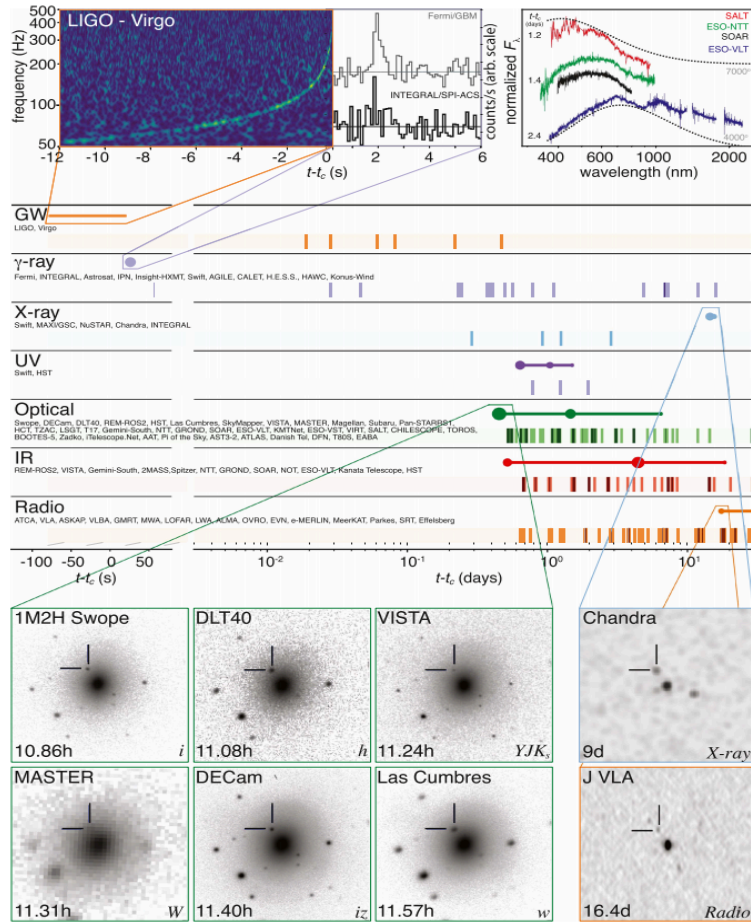 LIGO - Virgo
frequency (Hz)
500
400
300
200
100
50
-12 -10 -8 -6 -4 -2 0 2 4 6
t-tc (s)
Fermi/GBM
INTEGRAL/SPI-ACS
counts/s (arb. scale)
normalized Fλ
t-tc
(days)
1.2
1.4
2.4
SALT
ESO-NTT
SOAR
ESO-VLT
400 600 1000 2000
wavelength (nm)
GW
LIGO, Virgo
γ-ray
Fermi, INTEGRAL, Astrosat, IPN, Insight-HXMT, Swift, AGILE, CALET, H.E.S.S., HAWC, Konus-Wind
X-ray
Swift, MAXI/GSC, NuSTAR, Chandra, INTEGRAL
UV
Swift, HST
Optical
Swope, DECam, DLT40, REM-ROS2, HST, Las Cumbres, SkyMapper, VISTA, MASTER, Magellan, Subaru, Pan-STARRS1,
HCT, TZAC, LSGT, T17, Gemini-South, NTT, GROND, SOAR, ESO-VLT, KMTNet, ESO-VST, VIRT, SALT, CHILESCOPE, TOROS,
BOOTES-5, Zadko, iTelescope.Net, AAT, Pi of the Sky, AST3-2, ATLAS, Danish Tel, DFN, T80S, EABA
IR
REM-ROS2, VISTA, Gemini-South, 2MASS,Spitzer, NTT, GROND, SOAR, NOT, ESO-VLT, Kanata Telescope, HST
Radio
ATCA, VLA, ASKAP, VLBA, GMRT, MWA, LOFAR, LWA, ALMA, OVRO, EVN, e-MERLIN, MeerKAT, Parkes, SRT, Effelsberg
-100 -50 0 50 10-2 10-1 100 101
t-tc (s) t-tc (days)
1M2H Swope
10.86h i
DLT40
11.08h h
VISTA
11.24h YJKs
Chandra
9d X-ray
MASTER
11.31h W
DECam
11.40h iz
Las Cumbres
11.57h w
J VLA
16.4d Radio